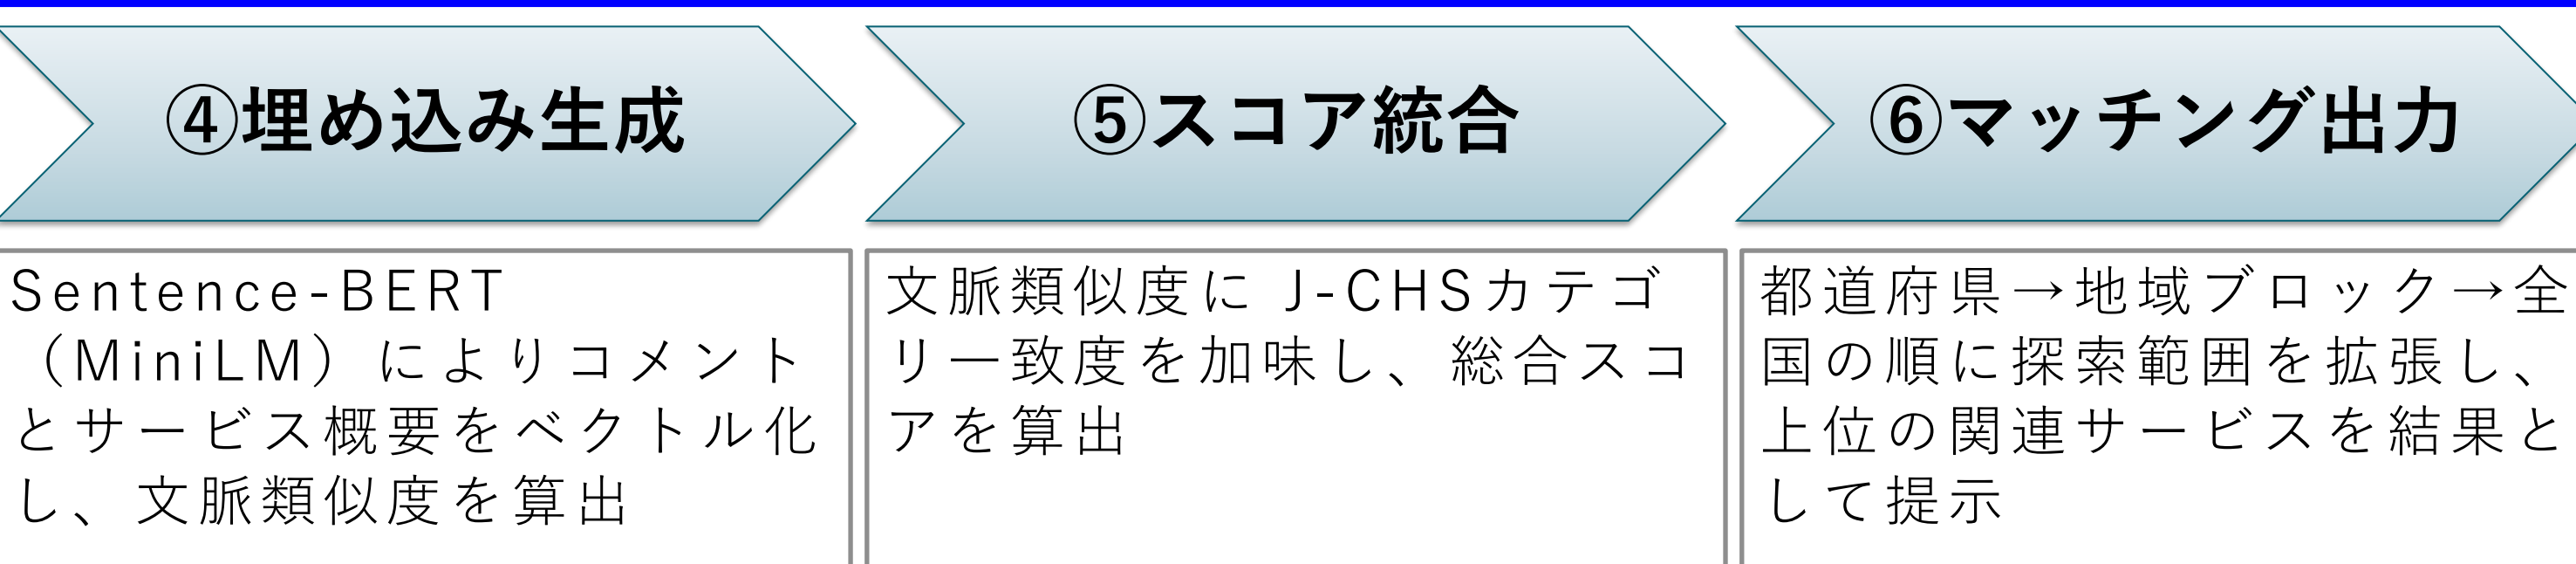 ④埋め込み生成
Sentence-BERT
（MiniLM）によりコメント
とサービス概要をベクトル化
し、文脈類似度を算出
⑤スコア統合
文脈類似度に J-CHSカテゴ
リ一致度を加味し、総合スコ
アを算出
⑥マッチング出力
都道府県→地域ブロック→全
国の順に探索範囲を拡張し、
上位の関連サービスを結果と
して提示